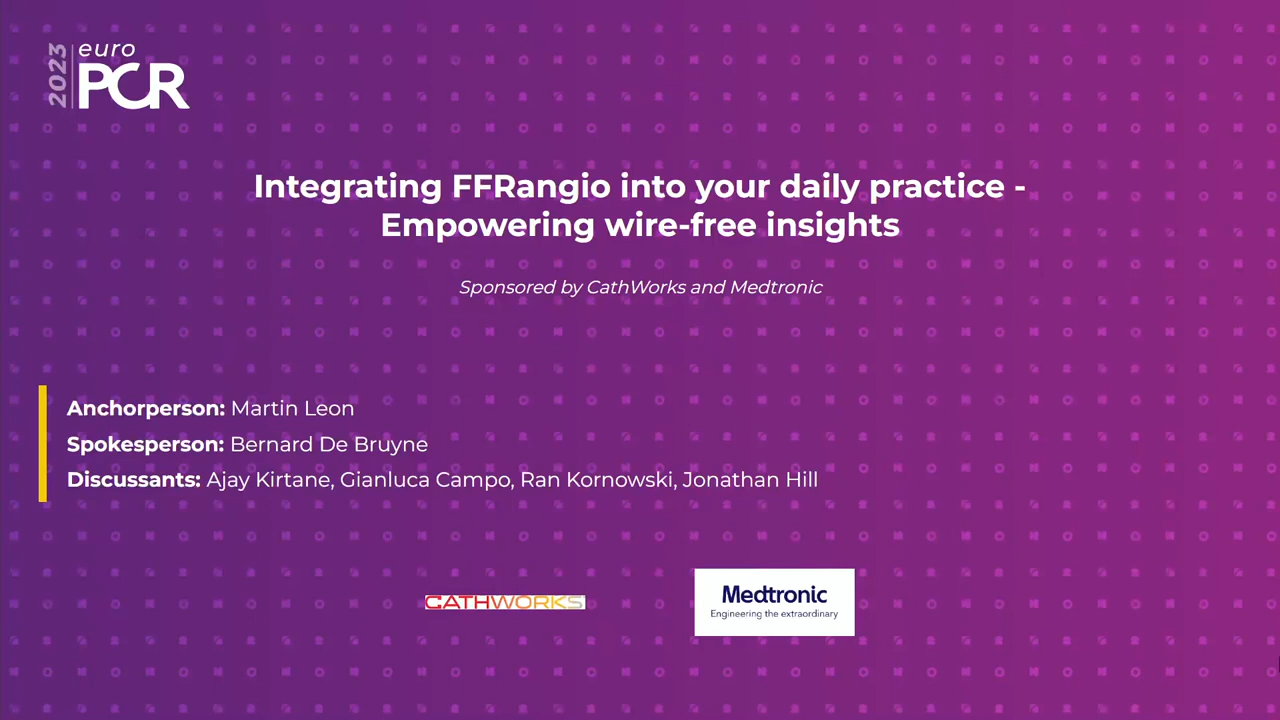 2023
euro
PCR
Integrating FFRangio into your daily practice -
Empowering wire-free insights
Sponsored by CathWorks and Medtronic
Anchorperson: Martin Leon
Spokesperson: Bernard De Bruyne
Discussants: Ajay Kirtane, Gianluca Campo, Ran Kornowski, Jonathan Hill
CATHWORKS
Medtronic
Engineering the extraordinary